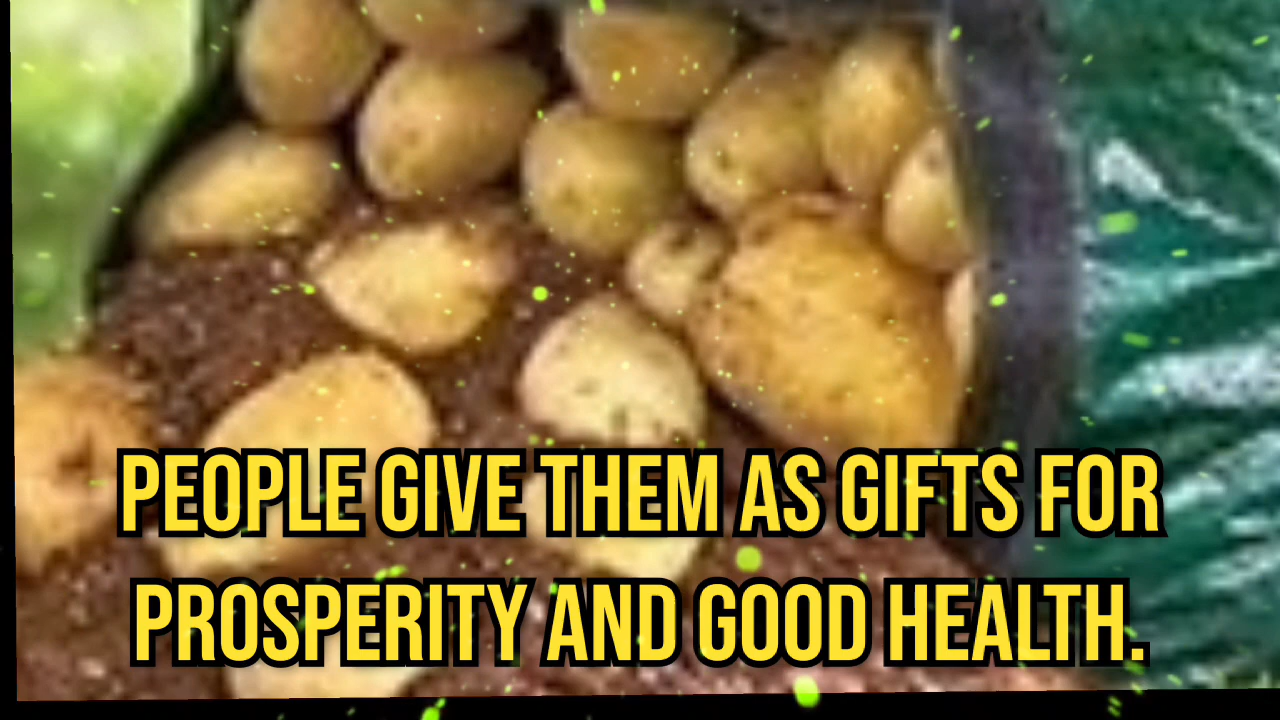 PEOPLE GIVE THEM AS GIFTS FOR
PROSPERITY AND GOOD HEALTH.